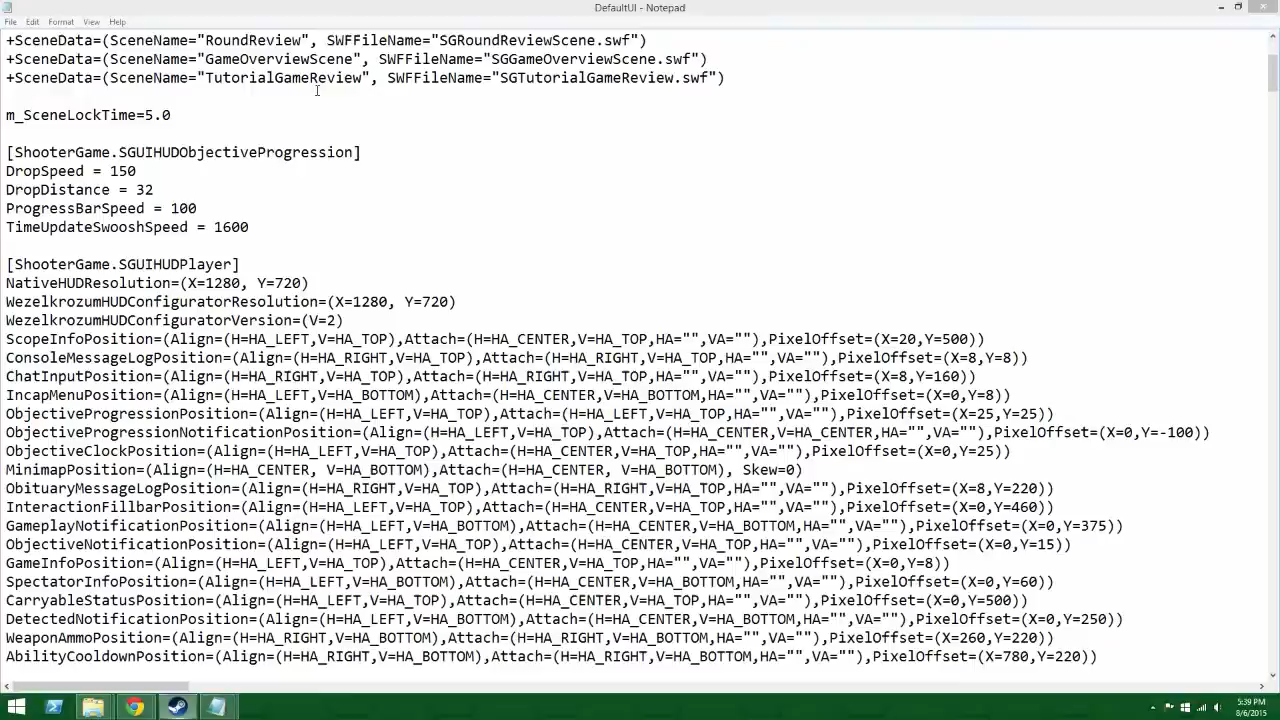 DefaultUI - Notepad
File Edit Format View Help
+SceneData=(SceneName="RoundReview", SWFFileName="SGRoundReviewScene.swf")
+SceneData=(SceneName="GameOverviewScene", SWFFileName="SGGameOverviewScene.swf")
+SceneData=(SceneName="TutorialGameReview", SWFFileName="SGTutorialGameReview.swf")
m_SceneLockTime=5.0
[ShooterGame.SGUIHUDObjectiveProgression]
DropSpeed = 150
DropDistance = 32
ProgressBarSpeed = 100
TimeUpdateSwooshSpeed = 1600
[ShooterGame.SGUIHUDPlayer]
NativeHUDResolution=(X=1280, Y=720)
WezelkrozumHUDConfiguratorResolution=(X=1280, Y=720)
WezelkrozumHUDConfiguratorVersion=(V=2)
ScopeInfoPosition=(Align=(H=HA_LEFT,V=HA_TOP),Attach=(H=HA_CENTER,V=HA_TOP,HA="",VA=""),PixelOffset=(X=20,Y=500))
ConsoleMessageLogPosition=(Align=(H=HA_RIGHT,V=HA_TOP),Attach=(H=HA_RIGHT,V=HA_TOP,HA="",VA=""),PixelOffset=(X=8,Y=8))
ChatInputPosition=(Align=(H=HA_RIGHT,V=HA_TOP),Attach=(H=HA_RIGHT,V=HA_TOP,HA="",VA=""),PixelOffset=(X=8,Y=160))
IncapMenuPosition=(Align=(H=HA_LEFT,V=HA_BOTTOM),Attach=(H=HA_CENTER,V=HA_BOTTOM,HA="",VA=""),PixelOffset=(X=0,Y=8))
ObjectiveProgressionPosition=(Align=(H=HA_LEFT,V=HA_TOP),Attach=(H=HA_LEFT,V=HA_TOP,HA="",VA=""),PixelOffset=(X=25,Y=25))
ObjectiveProgressionNotificationPosition=(Align=(H=HA_LEFT,V=HA_TOP),Attach=(H=HA_CENTER,V=HA_CENTER,HA="",VA=""),PixelOffset=(X=0,Y=-100))
ObjectiveClockPosition=(Align=(H=HA_LEFT,V=HA_TOP),Attach=(H=HA_CENTER,V=HA_TOP,HA="",VA=""),PixelOffset=(X=0,Y=25))
MinimapPosition=(Align=(H=HA_CENTER, V=HA_BOTTOM),Attach=(H=HA_CENTER, V=HA_BOTTOM), Skew=0)
ObituaryMessageLogPosition=(Align=(H=HA_RIGHT,V=HA_TOP),Attach=(H=HA_RIGHT,V=HA_TOP,HA="",VA=""),PixelOffset=(X=8,Y=220))
InteractionFillbarPosition=(Align=(H=HA_LEFT,V=HA_TOP),Attach=(H=HA_CENTER,V=HA_TOP,HA="",VA=""),PixelOffset=(X=0,Y=460))
GameplayNotificationPosition=(Align=(H=HA_LEFT,V=HA_BOTTOM),Attach=(H=HA_CENTER,V=HA_BOTTOM,HA="",VA=""),PixelOffset=(X=0,Y=375))
ObjectiveNotificationPosition=(Align=(H=HA_LEFT,V=HA_TOP),Attach=(H=HA_CENTER,V=HA_TOP,HA="",VA=""),PixelOffset=(X=0,Y=15))
GameInfoPosition=(Align=(H=HA_LEFT,V=HA_TOP),Attach=(H=HA_CENTER,V=HA_TOP,HA="",VA=""),PixelOffset=(X=0,Y=8))
SpectatorInfoPosition=(Align=(H=HA_LEFT,V=HA_BOTTOM),Attach=(H=HA_CENTER,V=HA_BOTTOM,HA="",VA=""),PixelOffset=(X=0,Y=60))
CarryableStatusPosition=(Align=(H=HA_LEFT,V=HA_TOP),Attach=(H=HA_CENTER,V=HA_TOP,HA="",VA=""),PixelOffset=(X=0,Y=500))
DetectedNotificationPosition=(Align=(H=HA_LEFT,V=HA_BOTTOM),Attach=(H=HA_CENTER,V=HA_BOTTOM,HA="",VA=""),PixelOffset=(X=0,Y=250))
WeaponAmmoPosition=(Align=(H=HA_RIGHT,V=HA_BOTTOM),Attach=(H=HA_RIGHT,V=HA_BOTTOM,HA="",VA=""),PixelOffset=(X=260,Y=220))
AbilityCooldownPosition=(Align=(H=HA_RIGHT,V=HA_BOTTOM),Attach=(H=HA_RIGHT,V=HA_BOTTOM,HA="",VA=""),PixelOffset=(X=780,Y=220))
5:39 PM
8/6/2015